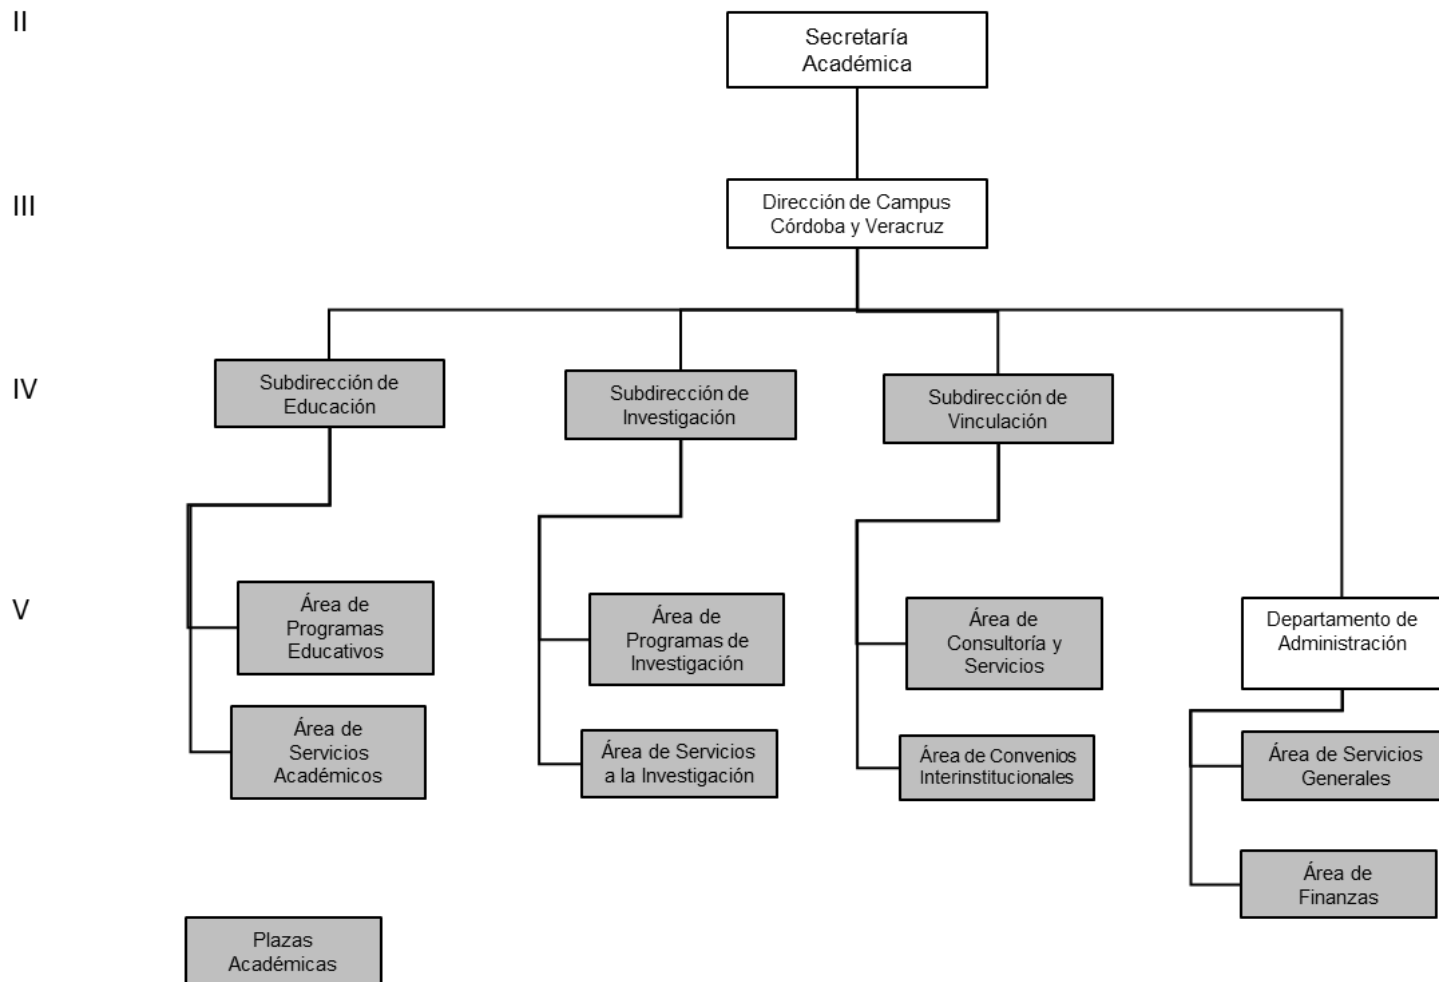 II
Secretaría
Académica
III
Dirección de Campus
Córdoba y Veracruz
IV
Subdirección de
Educación
Subdirección de
Investigación
Subdirección de
Vinculación
V
Área de
Programas
Educativos
Área de
Programas de
Investigación
Área de
Consultoría y
Servicios
Departamento de
Administración
Área de
Servicios
Académicos
Área de Servicios
a la Investigación
Área de Convenios
Interinstitucionales
Área de Servicios
Generales
Área de
Finanzas
Plazas
Académicas